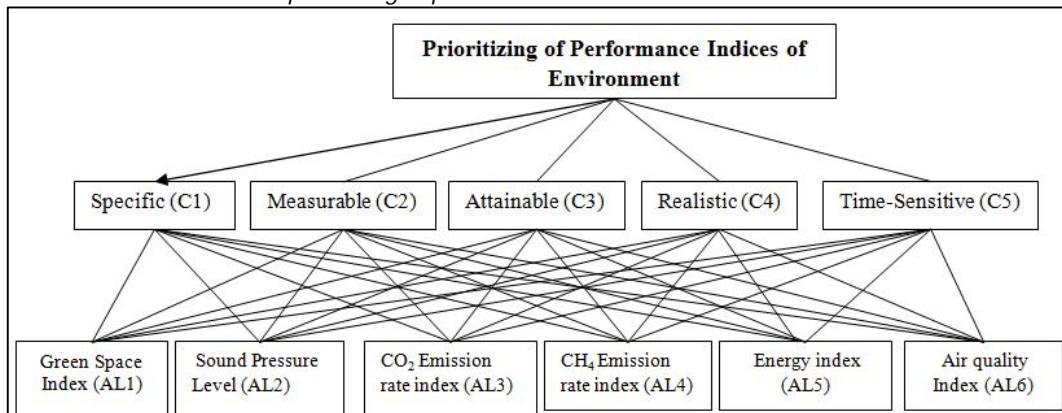 Prioritizing of Performance Indices of
Environment
Specific (C1)
Measurable (C2)
Attainable (C3)
Realistic (C4)
Time-Sensitive (C5)
Green Space
Index (AL1)
Sound Pressure
Level (AL2)
CO₂ Emission
rate index (AL3)
CH₄ Emission
rate index (AL4)
Energy index
(AL5)
Air quality
Index (AL6)